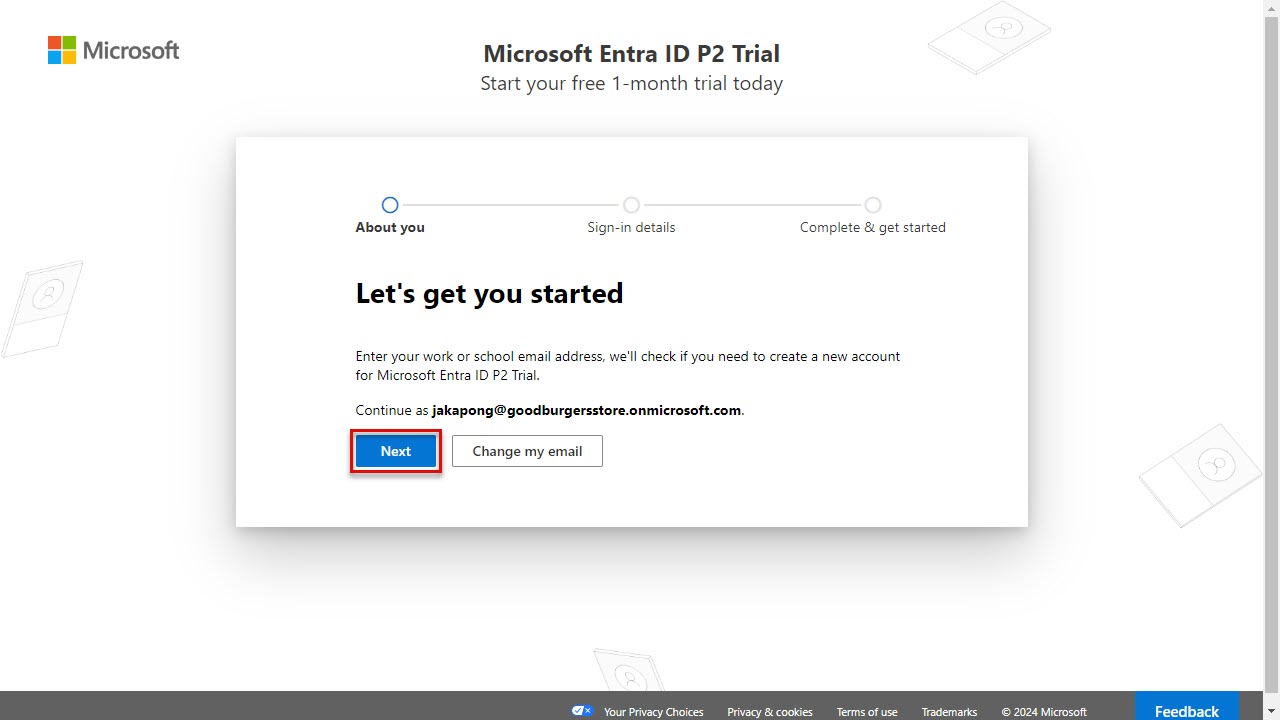 Microsoft
Microsoft Entra ID P2 Trial
Start your free 1-month trial today
About you
Sign-in details
Complete & get started
Let's get you started
Enter your work or school email address, we'll check if you need to create a new account
for Microsoft Entra ID P2 Trial.
Continue as jakapong@goodburgersstore.onmicrosoft.com.
Next
Change my email
Your Privacy Choices
Privacy & cookies
Terms of use
Trademarks
© 2024 Microsoft
Feedback